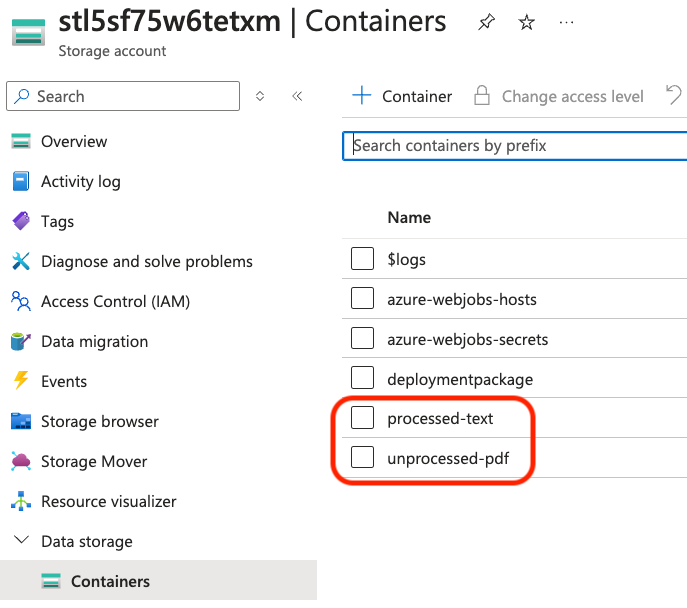 stl5sf75w6tetxm | Containers
Storage account
Search
Container
Change access level
Search containers by prefix
Overview
Activity log
Tags
Diagnose and solve problems
Access Control (IAM)
Data migration
Events
Storage browser
Storage Mover
Resource visualizer
Data storage
Containers
Name
$logs
azure-webjobs-hosts
azure-webjobs-secrets
deploymentpackage
processed-text
unprocessed-pdf